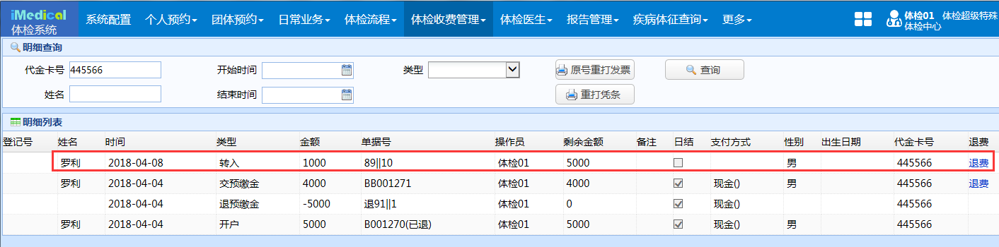 iMedical
体检系统
系统配置 个人预约 团体预约 日常业务 体检流程 体检收费管理 体检医生 报告管理 疾病体征查询 更多
体检01 体检超级特殊
体检中心
明细查询
代金卡号 445566 开始时间 类型 原号重打发票 查询
姓名 结束时间 重打凭条
明细列表
登记号 姓名 时间 类型 金额 单据号 操作员 剩余金额 备注 日结 支付方式 性别 出生日期 代金卡号 退费
罗利 2018-04-08 转入 1000 89||10 体检01 5000 男 445566 退费
罗利 2018-04-04 交预缴金 4000 BB001271 体检01 4000 现金() 男 445566 退费
2018-04-04 退预缴金 -5000 退91||1 体检01 0 现金() 445566
罗利 2018-04-04 开户 5000 B001270(已退) 体检01 5000 现金() 男 445566